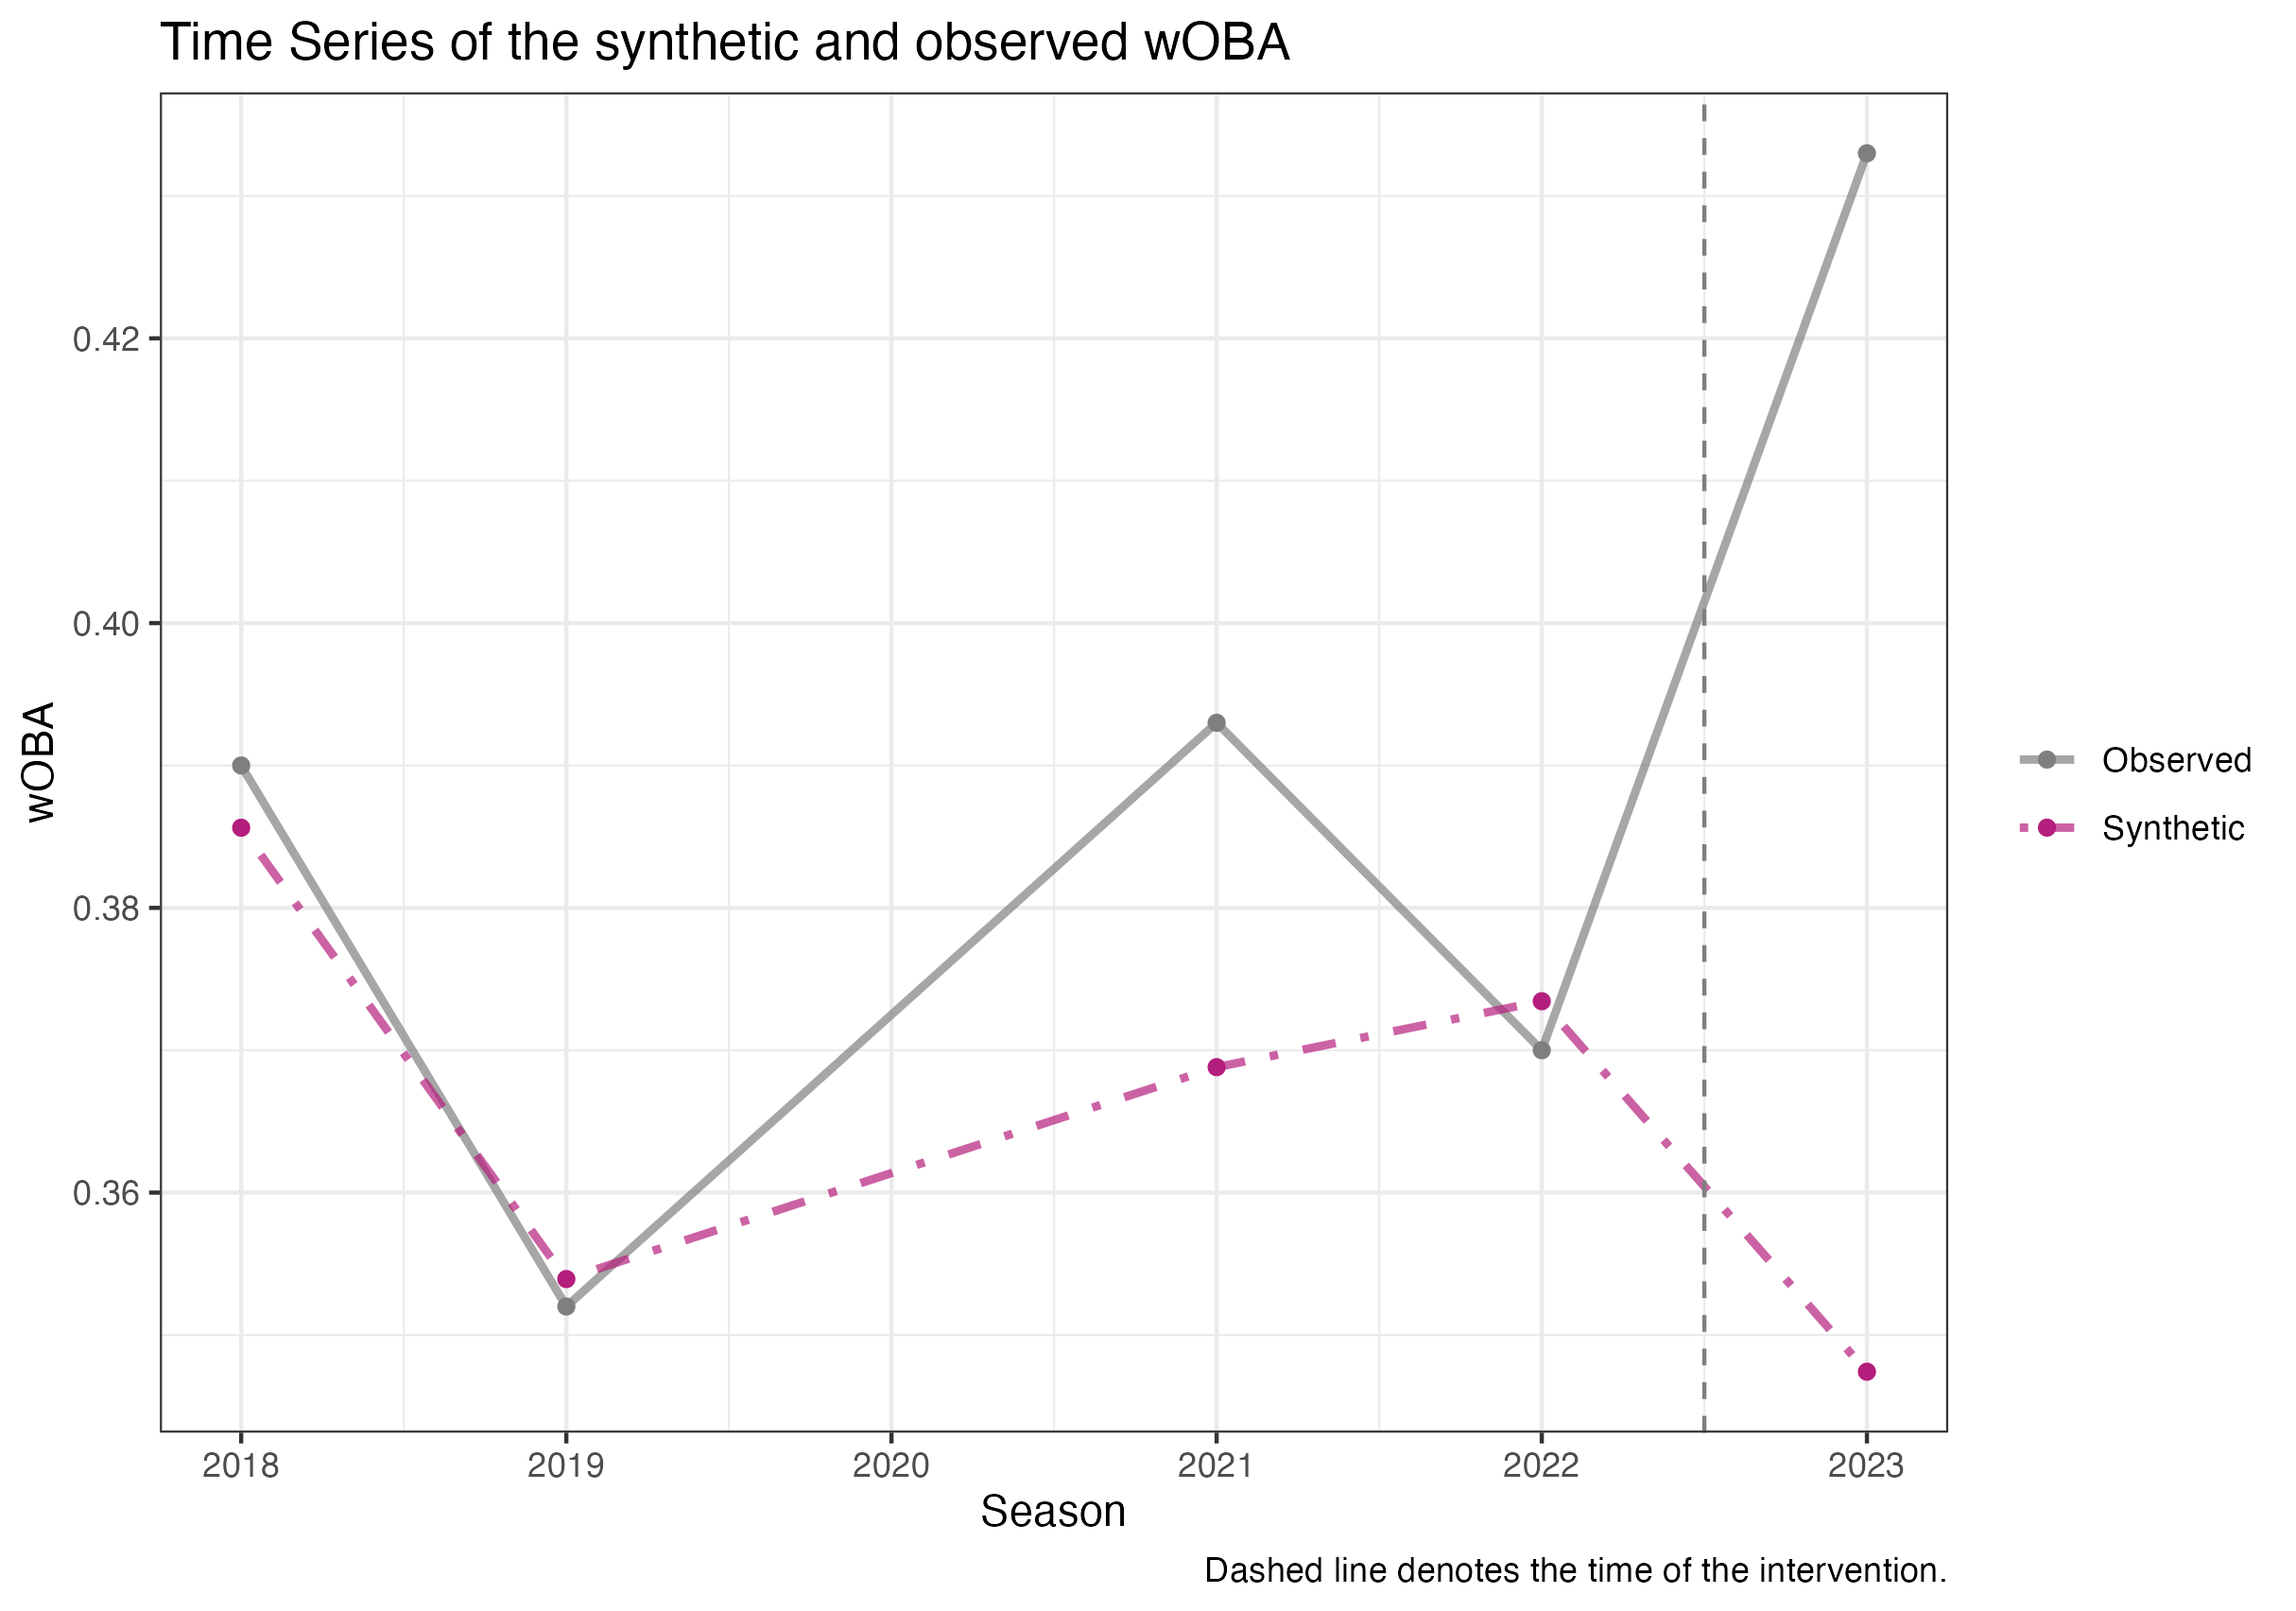 Time Series of the synthetic and observed wOBA
0.42
0.40
0.38
0.36
wOBA
2018 2019 2020 2021 2022 2023
Season
Observed
Synthetic
Dashed line denotes the time of the intervention.